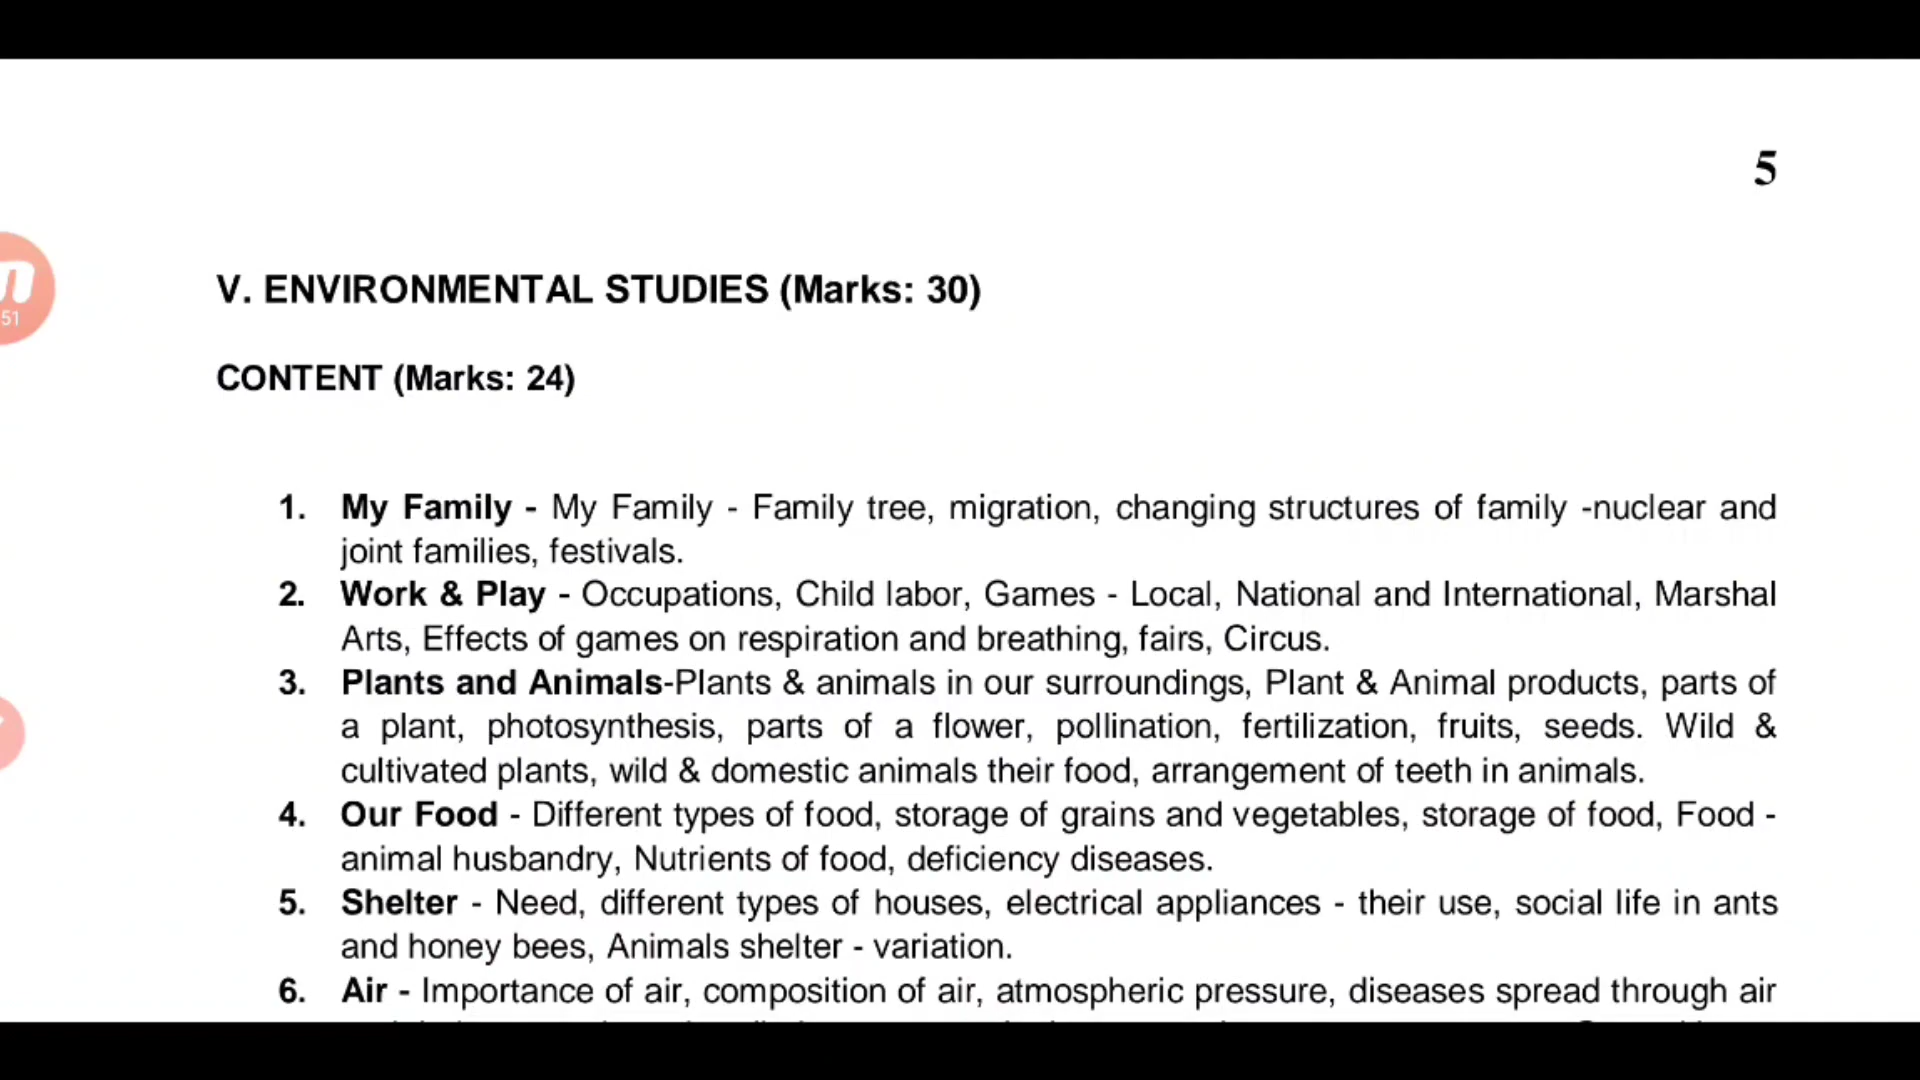 5
V. ENVIRONMENTAL STUDIES (Marks: 30)
51
CONTENT (Marks: 24)
1. My Family - My Family - Family tree, migration, changing structures of family -nuclear and
joint families, festivals.
2. Work & Play - Occupations, Child labor, Games - Local, National and International, Marshal
Arts, Effects of games on respiration and breathing, fairs, Circus.
3. Plants and Animals-Plants & animals in our surroundings, Plant & Animal products, parts of
a plant, photosynthesis, parts of a flower, pollination, fertilization, fruits, seeds. Wild &
cultivated plants, wild & domestic animals their food, arrangement of teeth in animals.
4. Our Food - Different types of food, storage of grains and vegetables, storage of food, Food -
animal husbandry, Nutrients of food, deficiency diseases.
5. Shelter - Need, different types of houses, electrical appliances - their use, social life in ants
and honey bees, Animals shelter - variation.
6. Air - Importance of air, composition of air, atmospheric pressure, diseases spread through air